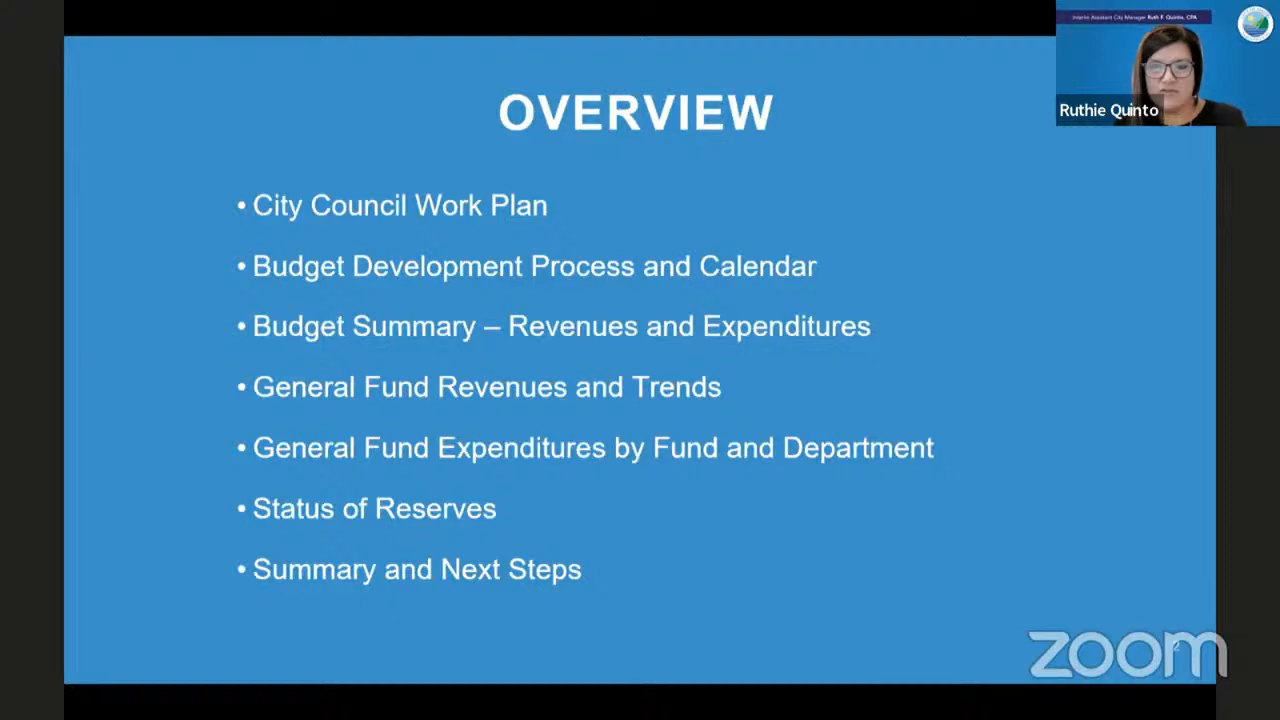 Interim Assistant City Manager Ruth F. Quinto, CPA
Ruthie Quinto
OVERVIEW
• City Council Work Plan
• Budget Development Process and Calendar
• Budget Summary – Revenues and Expenditures
• General Fund Revenues and Trends
• General Fund Expenditures by Fund and Department
• Status of Reserves
• Summary and Next Steps
2
zoom